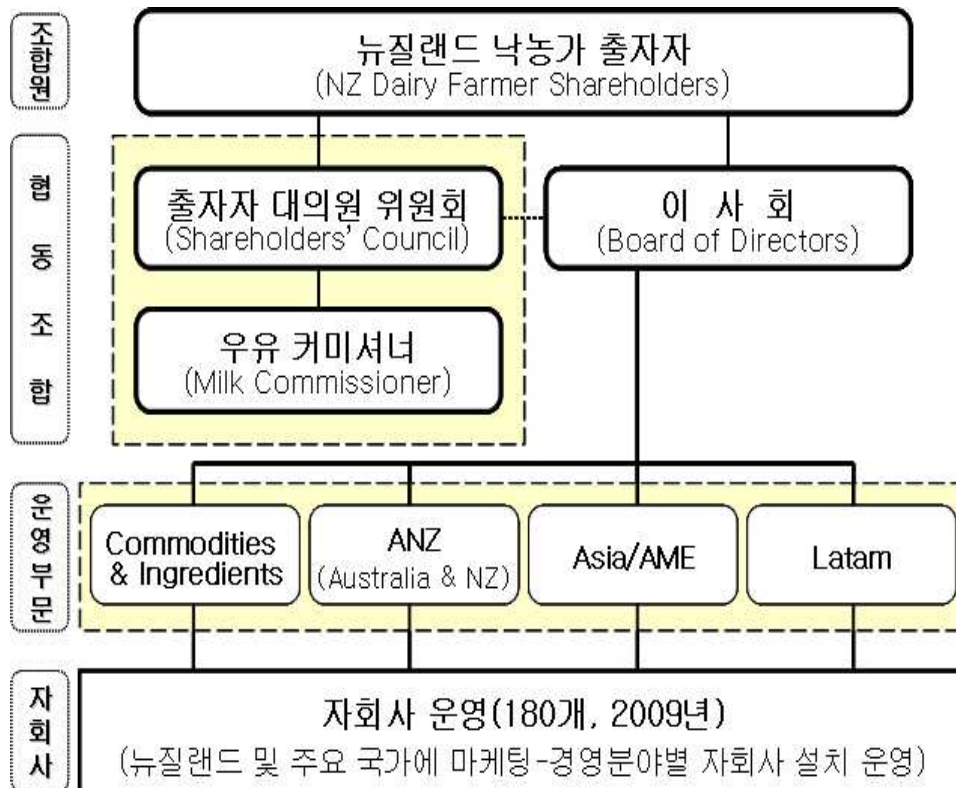 조합원
뉴질랜드 낙농가 출자자
(NZ Dairy Farmer Shareholders)
협동조합
출자자 대의원 위원회
(Shareholders' Council)
이 사 회
(Board of Directors)
우유 커미셔너
(Milk Commissioner)
운영부문
Commodities
& Ingredients
ANZ
(Australia & NZ)
Asia/AME
Latam
자회사
자회사 운영(180개, 2009년)
(뉴질랜드 및 주요 국가에 마케팅-경영분야별 자회사 설치 운영)